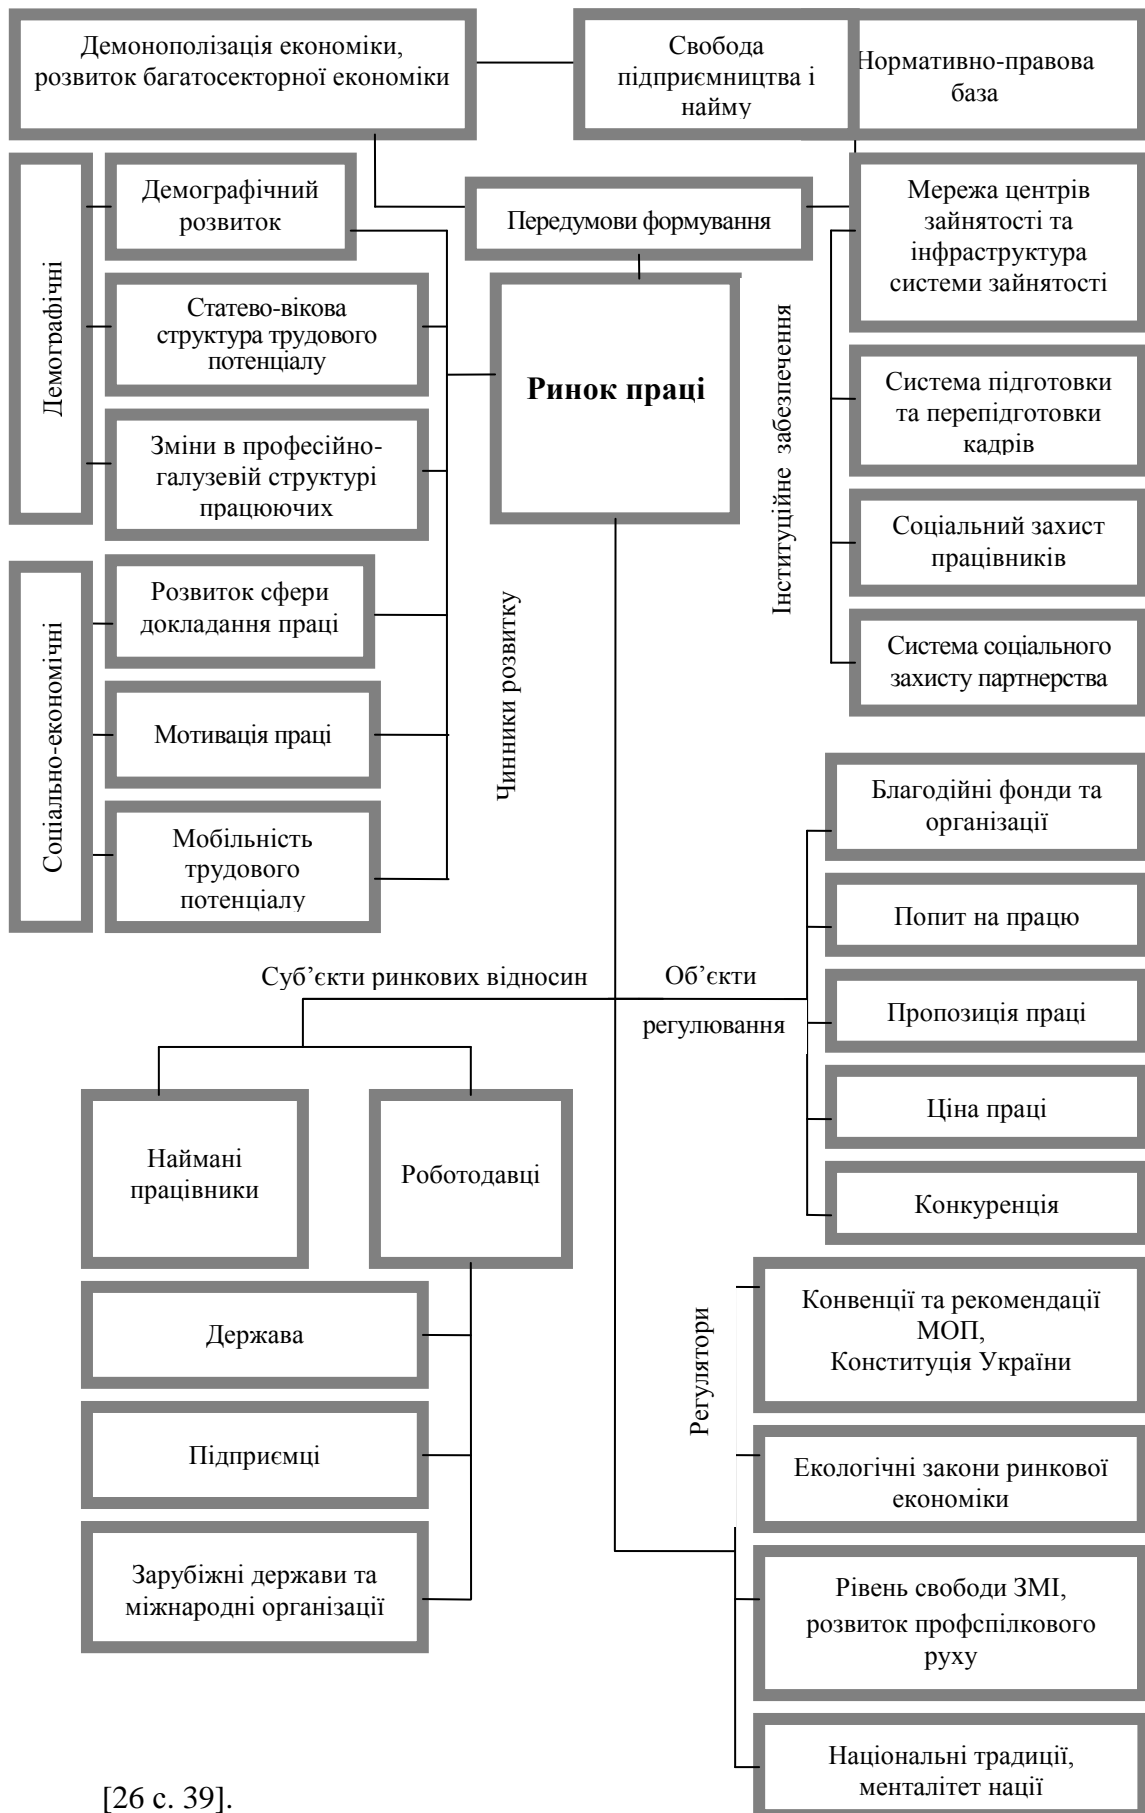 Демонополізація економіки,
розвиток багатосекторної економіки
Свобода
підприємництва і
найму
Нормативно-правова
база
Демографічні
Демографічний
розвиток
Статево-вікова
структура трудового
потенціалу
Зміни в професійно-
галузевій структурі
працюючих
Соціально-економічні
Розвиток сфери
докладання праці
Мотивація праці
Мобільність
трудового
потенціалу
Чинники розвитку
Передумови формування
Ринок праці
Інституційне забезпечення
Мережа центрів
зайнятості та
інфраструктура
системи зайнятості
Система підготовки
та перепідготовки
кадрів
Соціальний захист
працівників
Система соціального
захисту партнерства
Суб’єкти ринкових відносин
Об’єкти
регулювання
Благодійні фонди та
організації
Попит на працю
Пропозиція праці
Ціна праці
Конкуренція
Наймані
працівники
Роботодавці
Держава
Підприємці
Зарубіжні держави та
міжнародні організації
Регулятори
Конвенції та рекомендації
МОП,
Конституція України
Екологічні закони ринкової
економіки
Рівень свободи ЗМІ,
розвиток профспілкового
руху
Національні традиції,
менталітет нації
[26 с. 39].